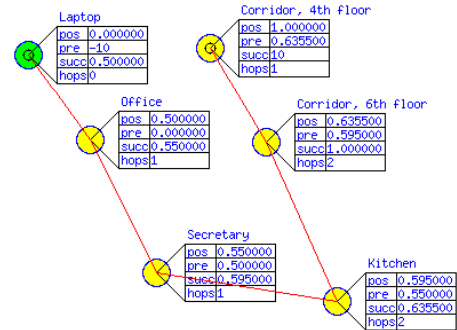 Laptop
pos 0.000000
pre -10
succ 0.500000
hops 0
Corridor, 4th floor
pos 1.000000
pre 0.635500
succ 10
hops 1
Office
pos 0.500000
pre 0.000000
succ 0.550000
hops 1
Corridor, 6th floor
pos 0.635500
pre 0.595000
succ 1.000000
hops 2
Secretary
pos 0.550000
pre 0.500000
succ 0.595000
hops 1
Kitchen
pos 0.595000
pre 0.550000
succ 0.635500
hops 2